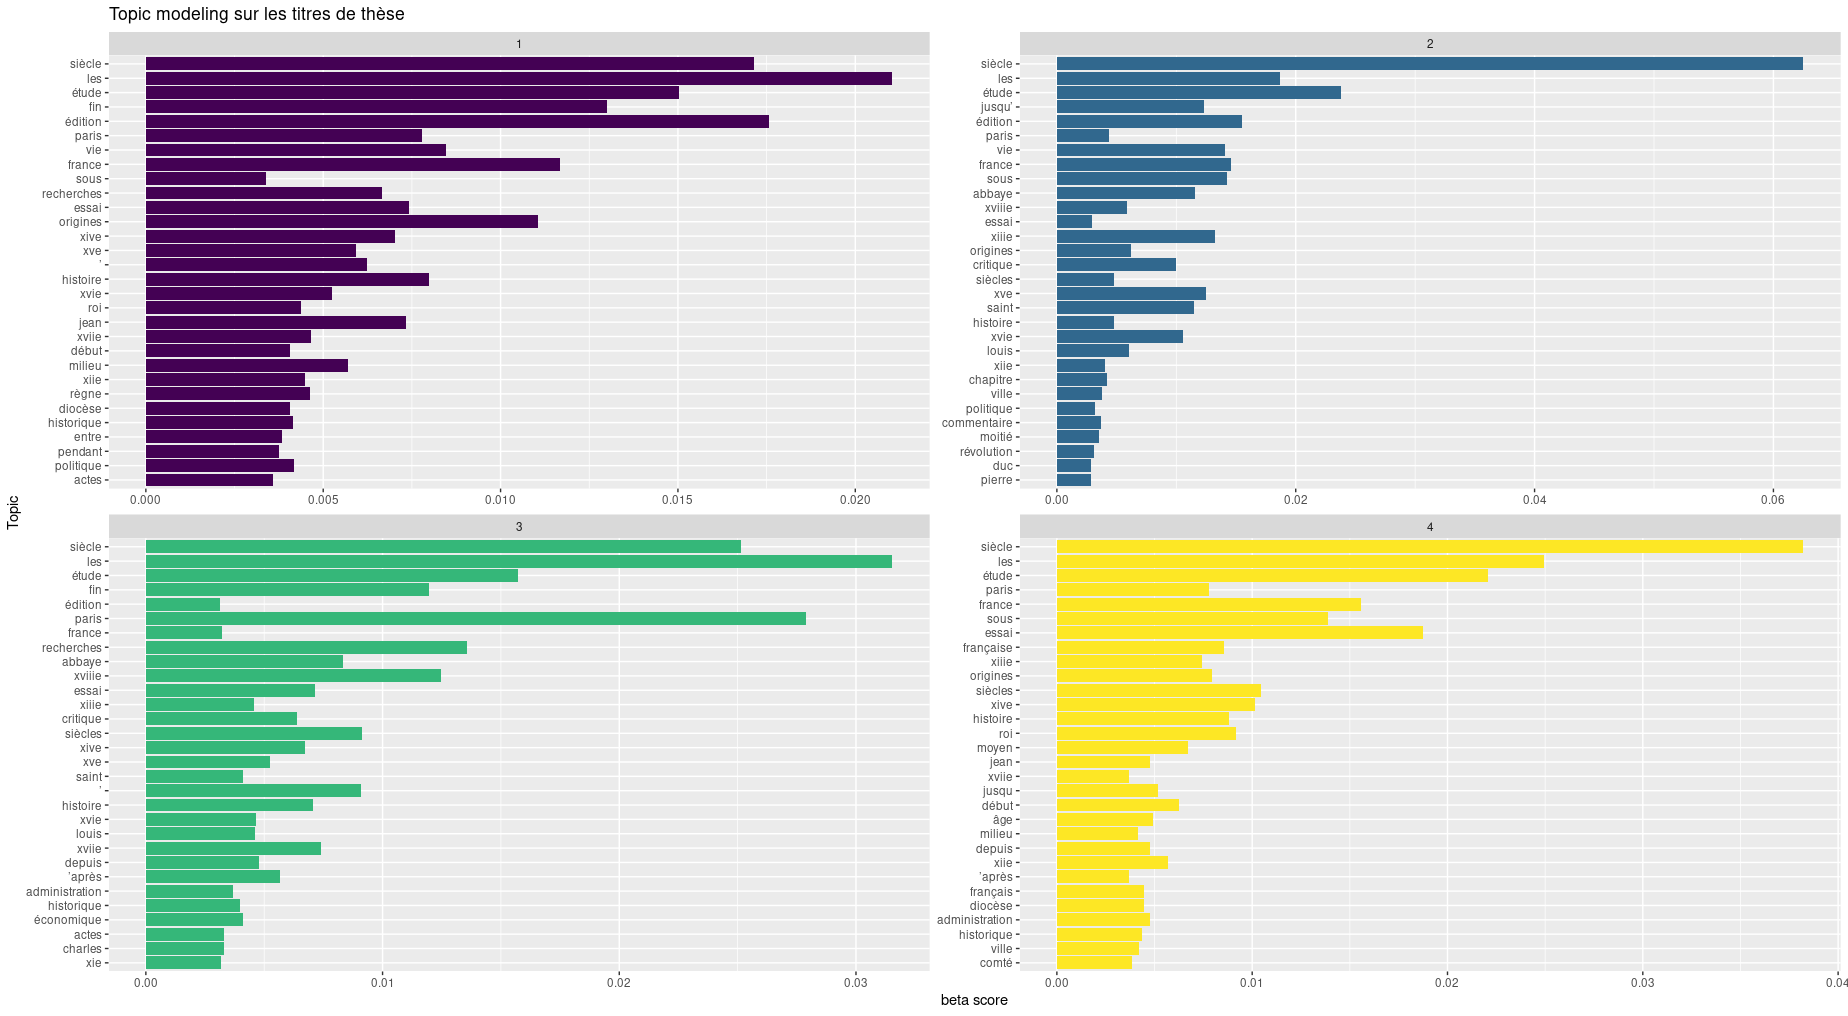 Topic modeling sur les titres de thèse
1
siècle
les
étude
fin
édition
paris
vie
france
sous
recherches
essai
origines
xive
xve
’
histoire
xvie
roi
jean
xviie
début
milieu
xiie
règne
diocèse
historique
entre
pendant
politique
actes
0.000 0.005 0.010 0.015 0.020
2
siècle
les
étude
jusqu’
édition
paris
vie
france
sous
abbaye
xviiie
essai
xiiie
origines
critique
siècles
xve
saint
histoire
xvie
louis
xiie
chapitre
ville
politique
commentaire
moitié
révolution
duc
pierre
0.00 0.02 0.04 0.06
3
siècle
les
étude
fin
édition
paris
france
recherches
abbaye
xviiie
essai
xiiie
critique
siècles
xive
xve
saint
’
histoire
xvie
louis
xviie
depuis
’après
administration
historique
économique
actes
charles
xie
0.00 0.01 0.02 0.03
4
siècle
les
étude
paris
france
sous
essai
française
xiiie
origines
siècles
xive
histoire
roi
moyen
jean
xviie
jusqu
début
âge
milieu
depuis
xiie
’après
français
diocèse
administration
historique
ville
comté
0.00 0.01 0.02 0.03 0.04
Topic
beta score